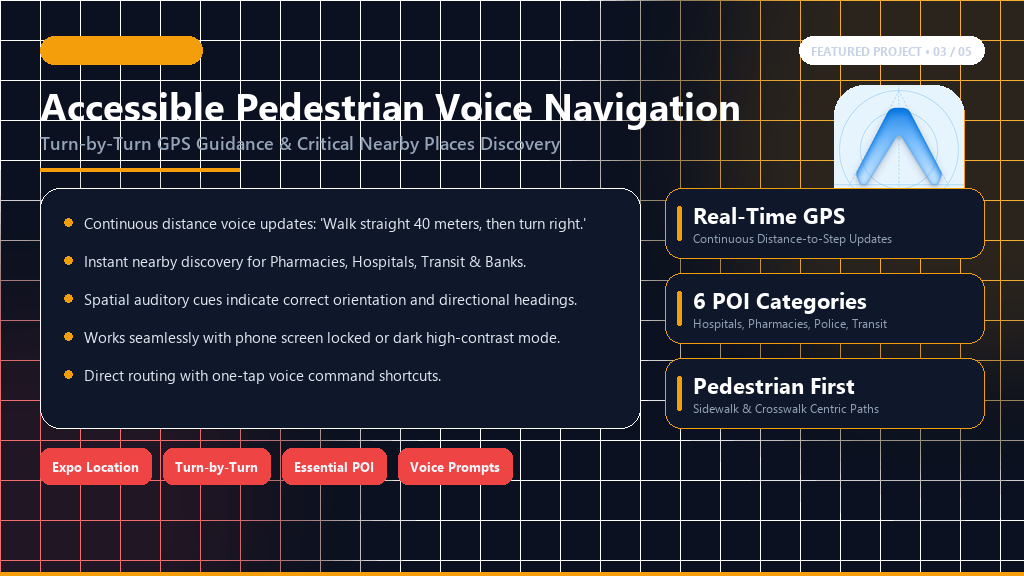 FEATURED PROJECT • 03 / 05
Accessible Pedestrian Voice Navigation
Turn-by-Turn GPS Guidance & Critical Nearby Places Discovery
Continuous distance voice updates: 'Walk straight 40 meters, then turn right.'
Instant nearby discovery for Pharmacies, Hospitals, Transit & Banks.
Spatial auditory cues indicate correct orientation and directional headings.
Works seamlessly with phone screen locked or dark high-contrast mode.
Direct routing with one-tap voice command shortcuts.
Real-Time GPS
Continuous Distance-to-Step Updates
6 POI Categories
Hospitals, Pharmacies, Police, Transit
Pedestrian First
Sidewalk & Crosswalk Centric Paths
Expo Location
Turn-by-Turn
Essential POI
Voice Prompts